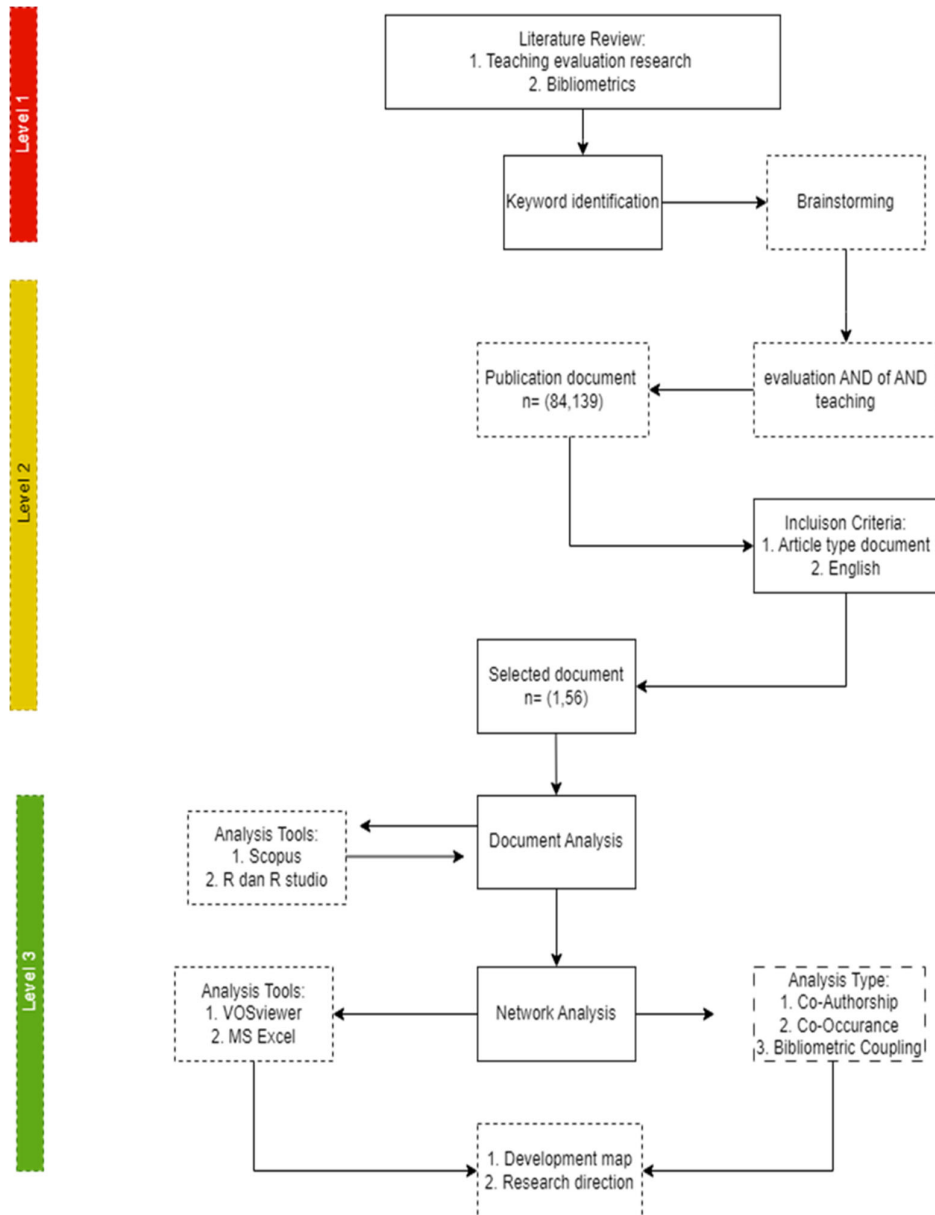 Level 1
Literature Review:
1. Teaching evaluation research
2. Bibliometrics
Keyword identification
Brainstorming
Level 2
Publication document
n= (84,139)
evaluation AND of AND
teaching
Incluison Criteria:
1. Article type document
2. English
Selected document
n= (1,56)
Level 3
Analysis Tools:
1. Scopus
2. R dan R studio
Document Analysis
Analysis Tools:
1. VOSviewer
2. MS Excel
Network Analysis
Analysis Type:
1. Co-Authorship
2. Co-Occurance
3. Bibliometric Coupling
1. Development map
2. Research direction